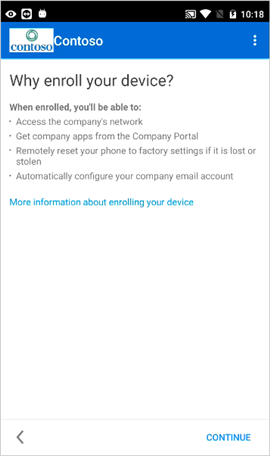 10:18
contoso
Contoso
Why enroll your device?
When enrolled, you'll be able to:
• Access the company's network
• Get company apps from the Company Portal
• Remotely reset your phone to factory settings if it is lost or
stolen
• Automatically configure your company email account
More information about enrolling your device
CONTINUE